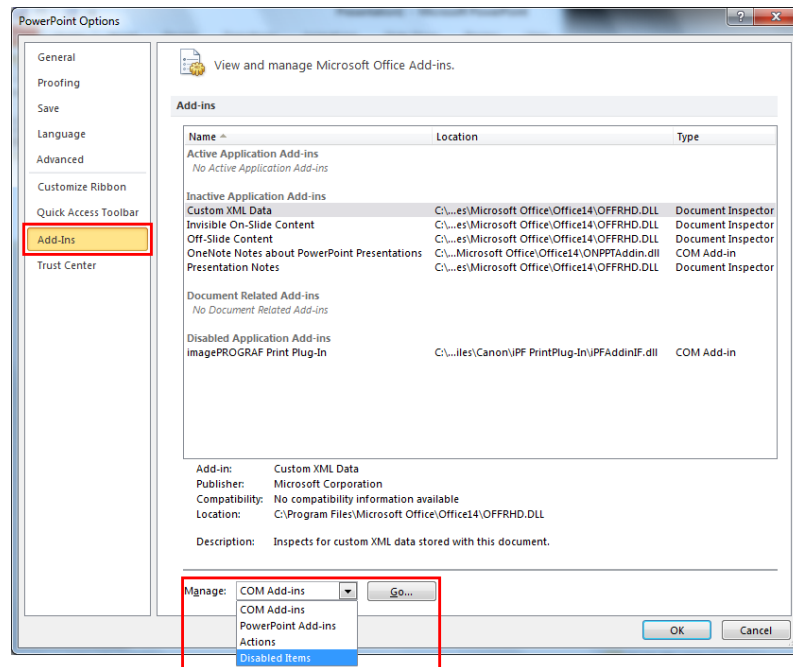 PowerPoint Options
General
Proofing
Save
Language
Advanced
Customize Ribbon
Quick Access Toolbar
Add-Ins
Trust Center
View and manage Microsoft Office Add-ins.
Add-ins
Name Location Type
Active Application Add-ins
No Active Application Add-ins
Inactive Application Add-ins
Custom XML Data C:\...es\Microsoft Office\Office14\OFFRHD.DLL Document Inspector
Invisible On-Slide Content C:\...es\Microsoft Office\Office14\OFFRHD.DLL Document Inspector
Off-Slide Content C:\...es\Microsoft Office\Office14\OFFRHD.DLL Document Inspector
OneNote Notes about PowerPoint Presentations C:\...Microsoft Office\Office14\ONPPTAddin.dll COM Add-in
Presentation Notes C:\...es\Microsoft Office\Office14\OFFRHD.DLL Document Inspector
Document Related Add-ins
No Document Related Add-ins
Disabled Application Add-ins
imagePROGRAF Print Plug-In C:\...iles\Canon\iPF PrintPlug-In\iPFAddinIF.dll COM Add-in
Add-in: Custom XML Data
Publisher: Microsoft Corporation
Compatibility: No compatibility information available
Location: C:\Program Files\Microsoft Office\Office14\OFFRHD.DLL
Description: Inspects for custom XML data stored with this document.
Manage: COM Add-ins Go...
COM Add-ins
PowerPoint Add-ins
Actions
Disabled Items
OK Cancel